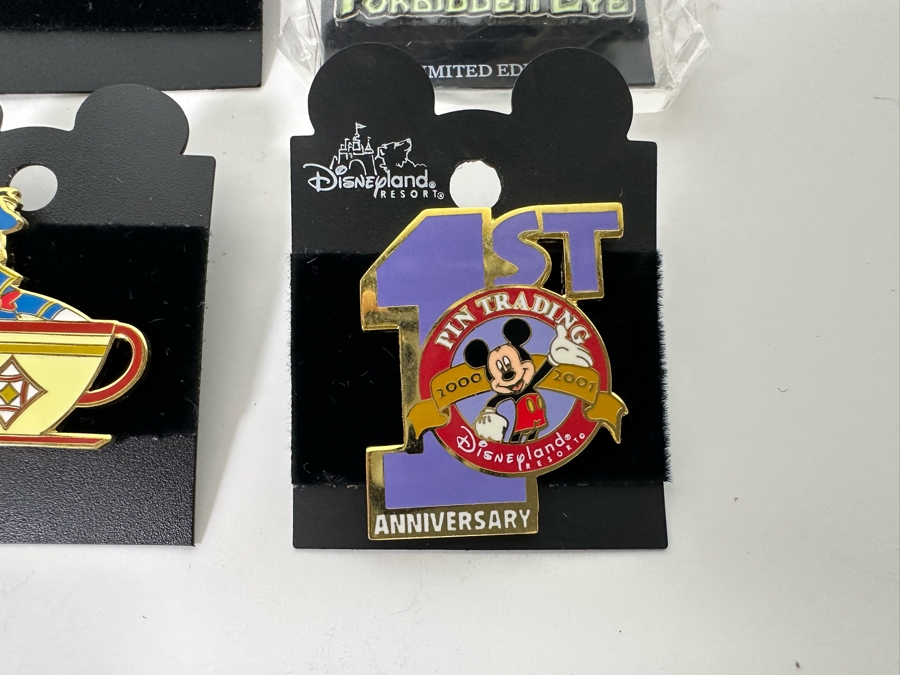 FORBIDDEN EYE
LIMITED EDI
Disneyland®
RESORT®
1ST
PIN TRADING
2000 2001
Disneyland®
RESORT®
ANNIVERSARY